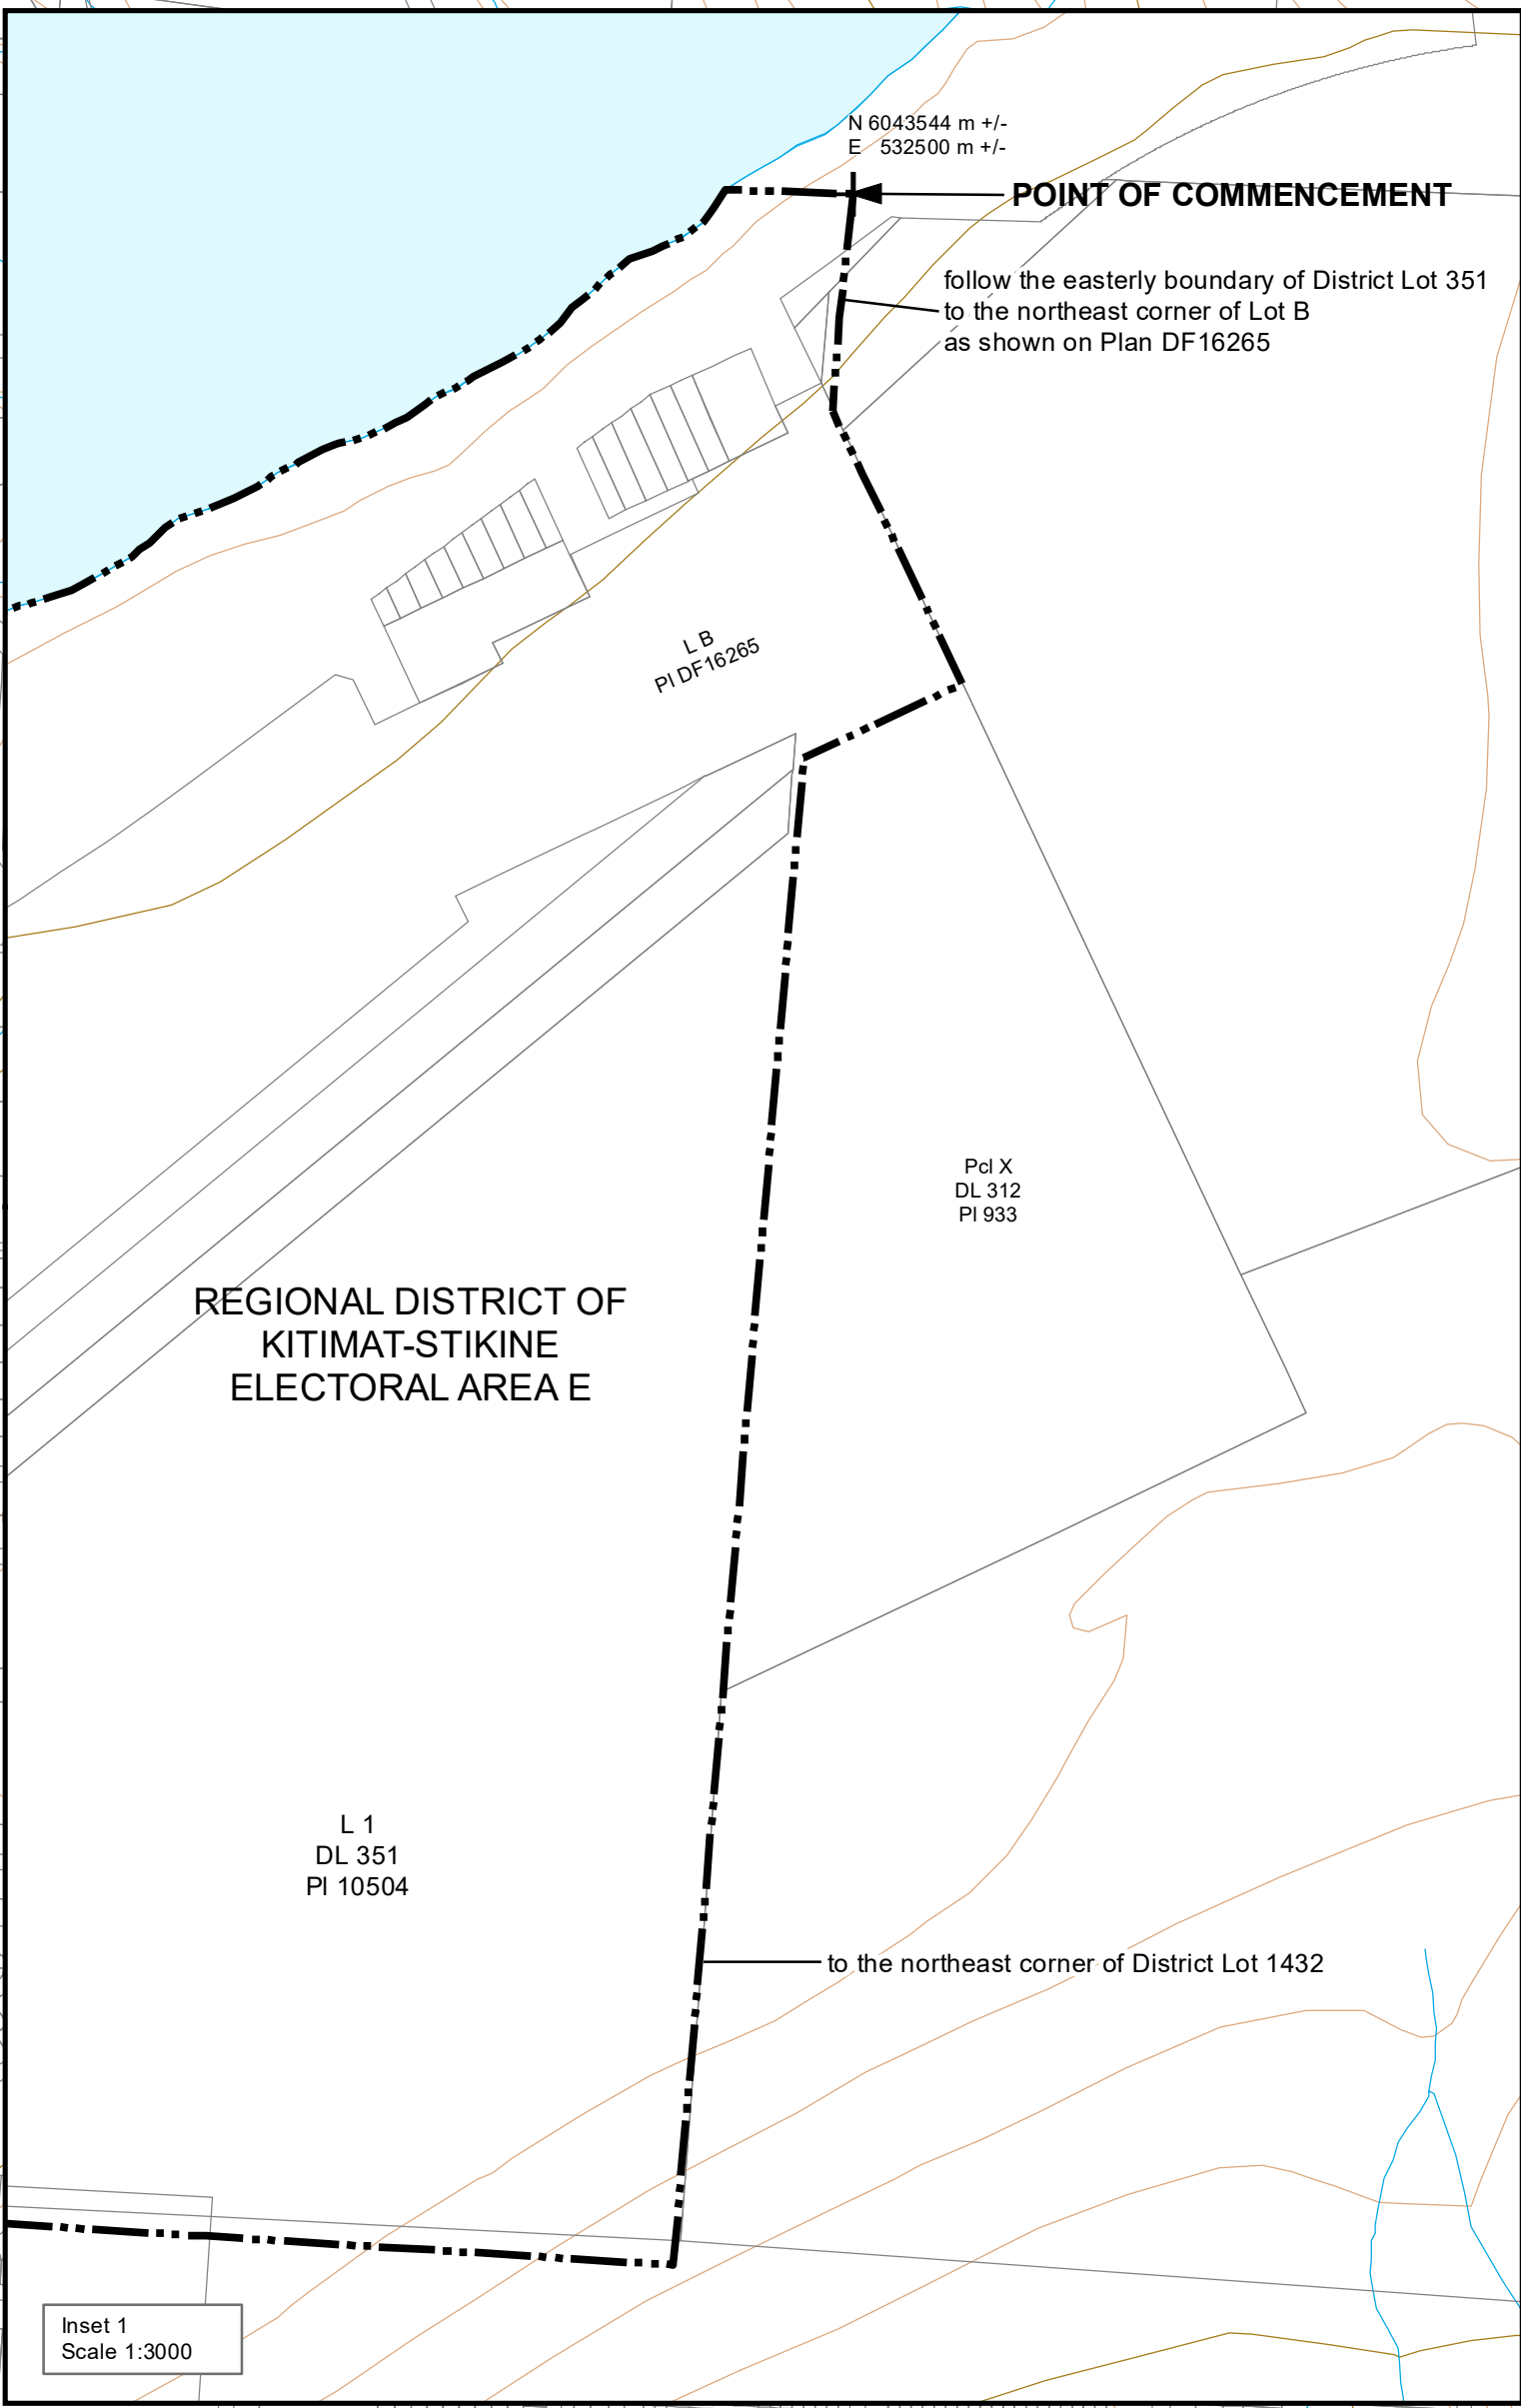 N 6043544 m +/-
E 532500 m +/-
POINT OF COMMENCEMENT
follow the easterly boundary of District Lot 351
to the northeast corner of Lot B
as shown on Plan DF16265
L B
Pl DF16265
Pcl X
DL 312
Pl 933
REGIONAL DISTRICT OF
KITIMAT-STIKINE
ELECTORAL AREA E
L 1
DL 351
Pl 10504
to the northeast corner of District Lot 1432
Inset 1
Scale 1:3000